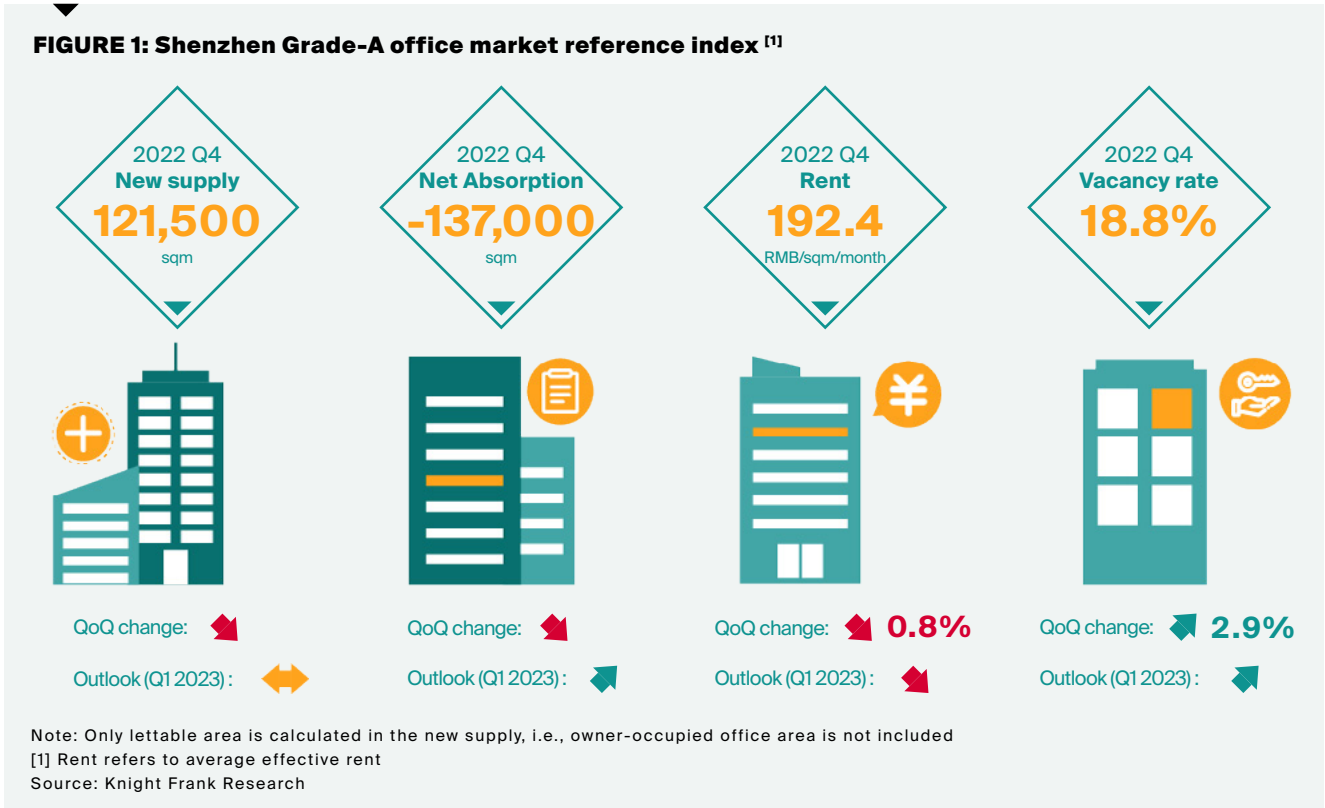 FIGURE 1: Shenzhen Grade-A office market reference index [1]
2022 Q4
New supply
121,500
sqm
2022 Q4
Net Absorption
-137,000
sqm
2022 Q4
Rent
192.4
RMB/sqm/month
2022 Q4
Vacancy rate
18.8%
¥
QoQ change:
Outlook (Q1 2023) :
QoQ change:
Outlook (Q1 2023) :
QoQ change: 0.8%
Outlook (Q1 2023) :
QoQ change: 2.9%
Outlook (Q1 2023) :
Note: Only lettable area is calculated in the new supply, i.e., owner-occupied office area is not included
[1] Rent refers to average effective rent
Source: Knight Frank Research